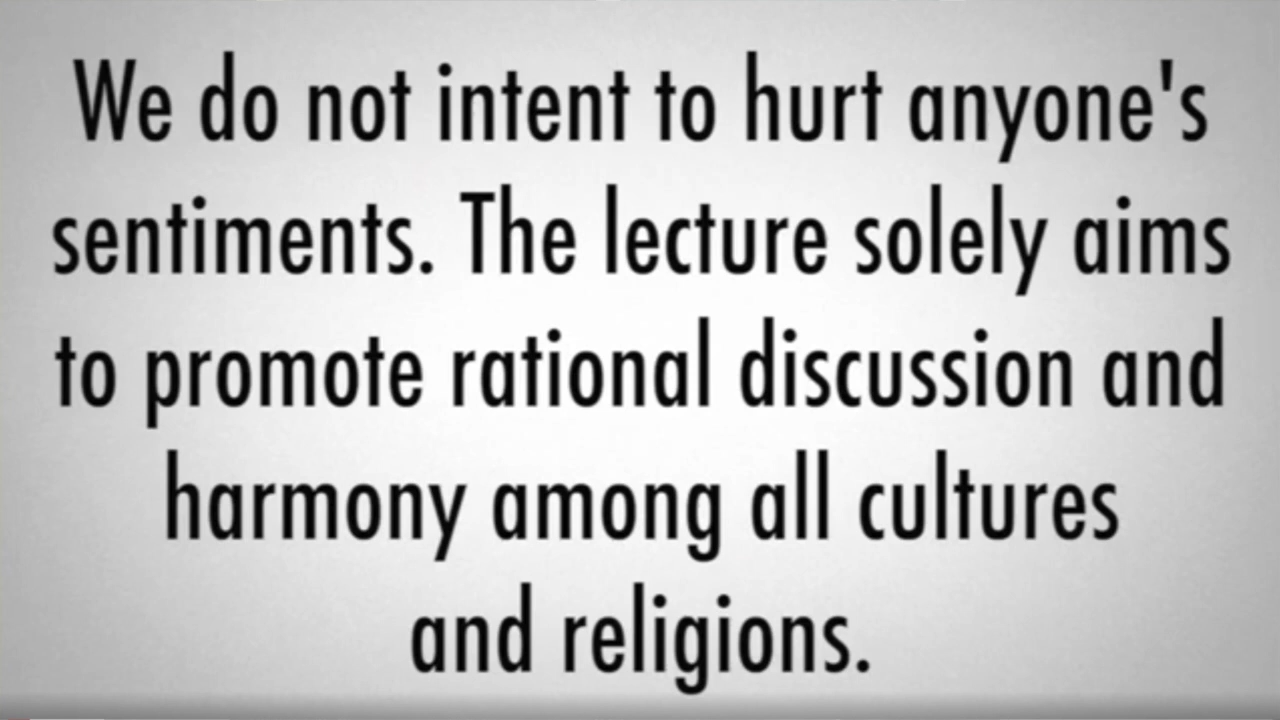 We do not intent to hurt anyone's
sentiments. The lecture solely aims
to promote rational discussion and
harmony among all cultures
and religions.